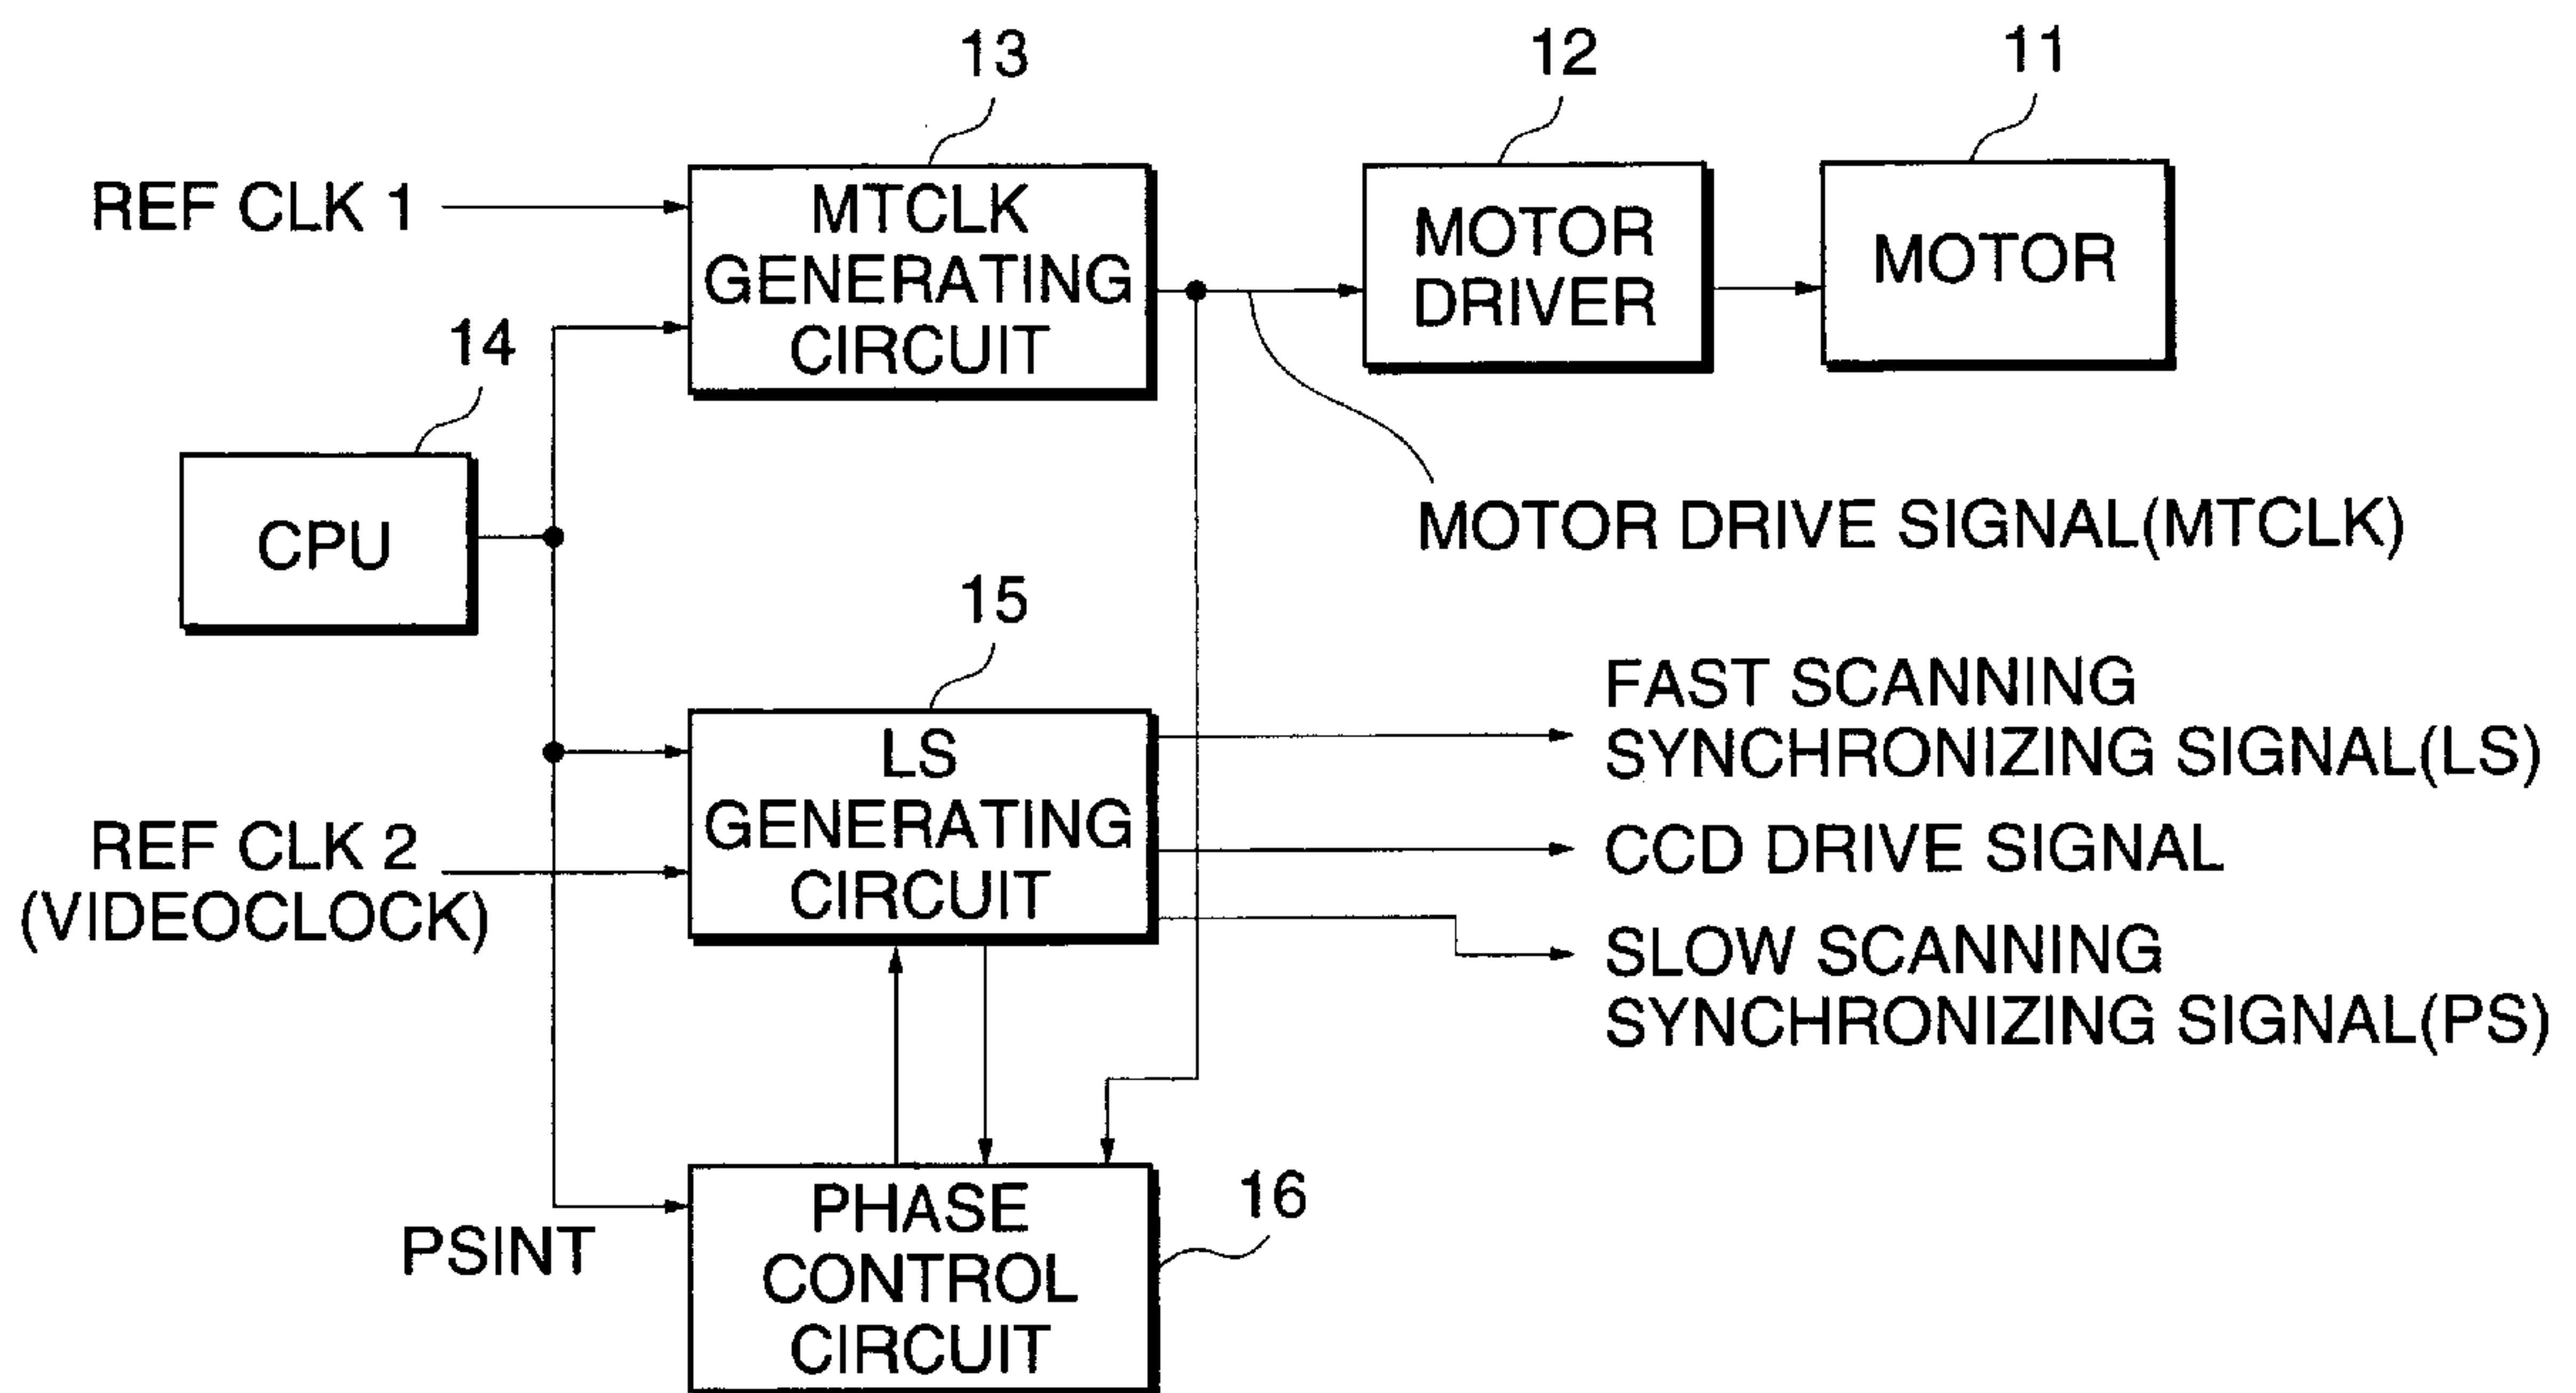 13
12
11
REF CLK 1
MTCLK
GENERATING
CIRCUIT
MOTOR
DRIVER
MOTOR
14
CPU
MOTOR DRIVE SIGNAL(MTCLK)
15
LS
GENERATING
CIRCUIT
FAST SCANNING
SYNCHRONIZING SIGNAL(LS)
REF CLK 2
(VIDEOCLOCK)
CCD DRIVE SIGNAL
SLOW SCANNING
SYNCHRONIZING SIGNAL(PS)
PSINT
PHASE
CONTROL
CIRCUIT
16